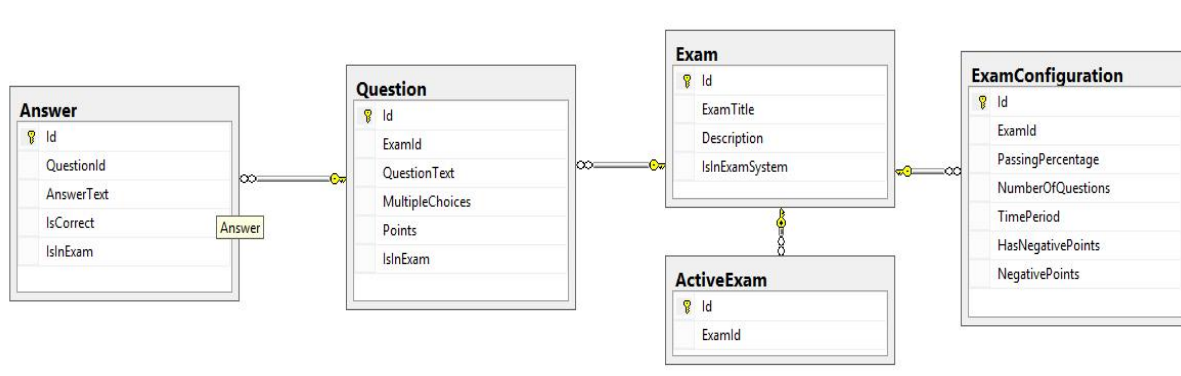 Answer
Id
QuestionId
AnswerText
IsCorrect
IsInExam
Answer
Question
Id
ExamId
QuestionText
MultipleChoices
Points
IsInExam
Exam
Id
ExamTitle
Description
IsInExamSystem
ActiveExam
Id
ExamId
ExamConfiguration
Id
ExamId
PassingPercentage
NumberOfQuestions
TimePeriod
HasNegativePoints
NegativePoints